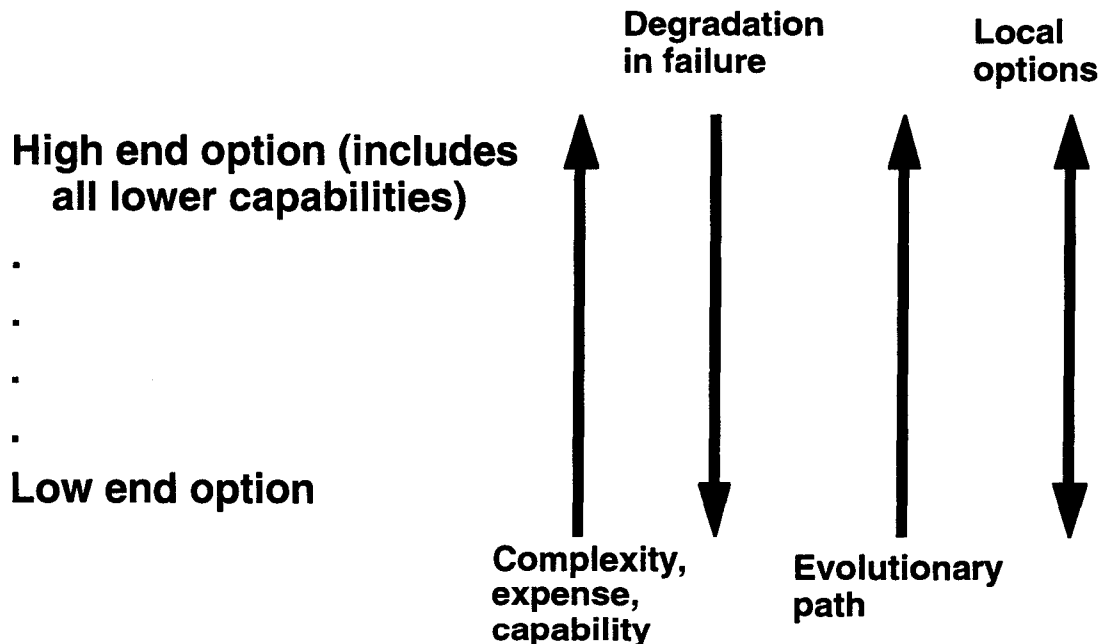 Degradation
in failure
Local
options
High end option (includes
all lower capabilities)
.
.
.
.
Low end option
Complexity,
expense,
capability
Evolutionary
path